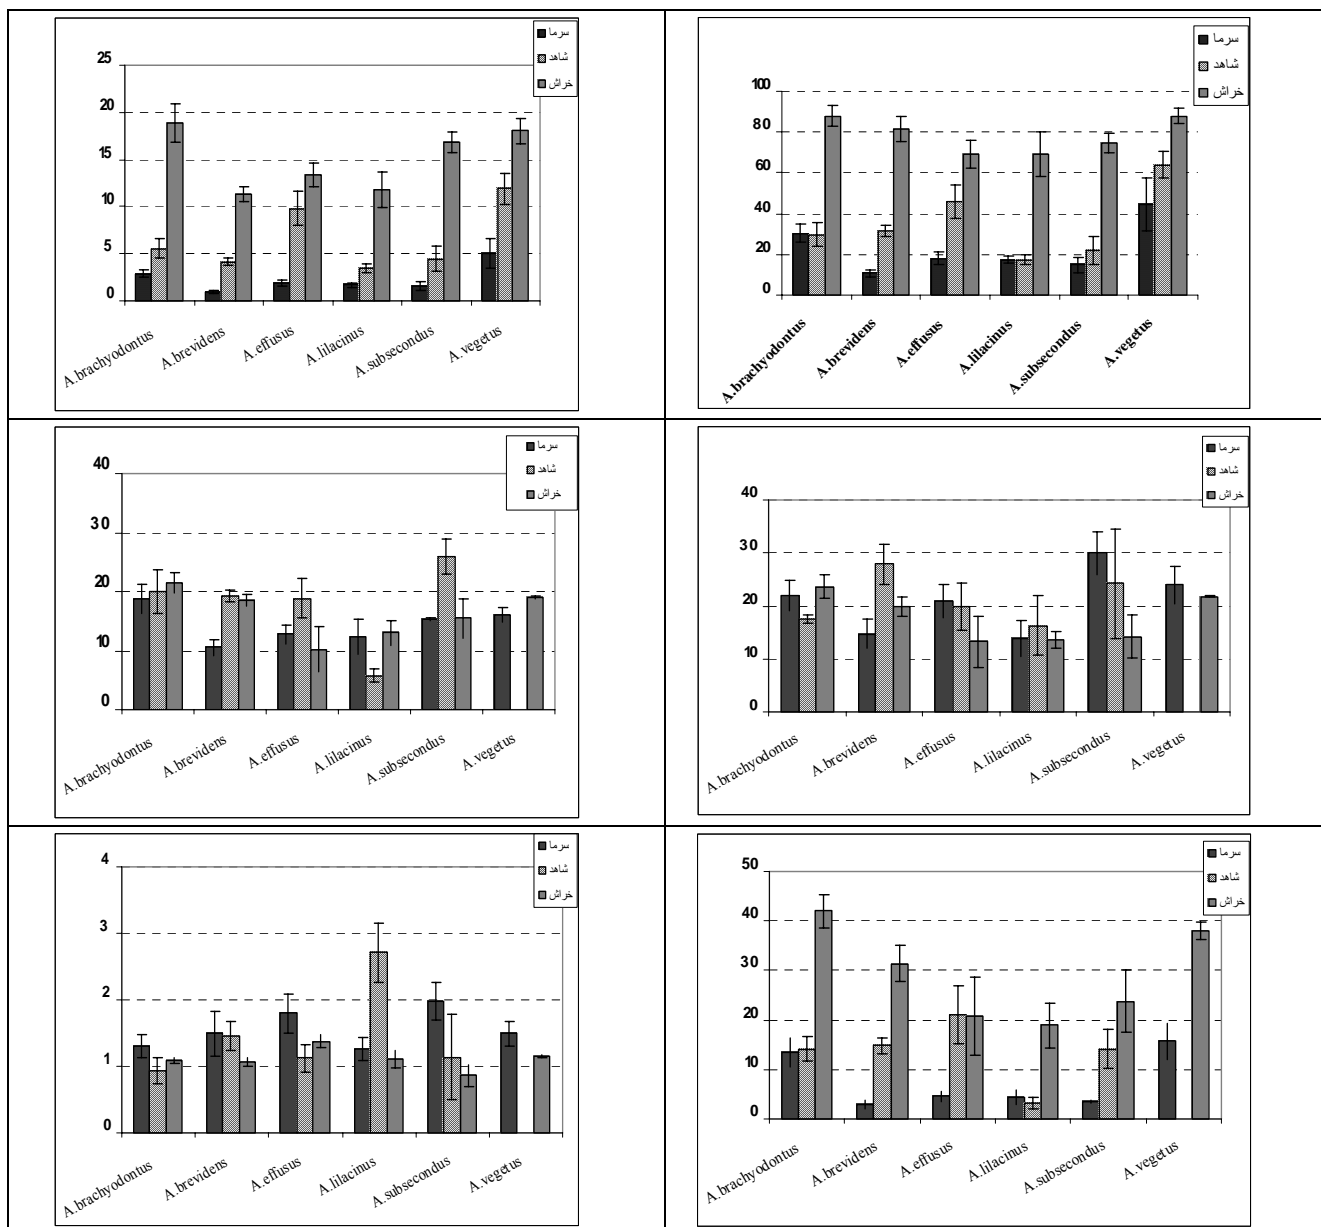 سرما
شاهد
خراش
25
20
15
10
5
0
A.brachyodontus
A.brevidens
A.effusus
A.lilacinus
A.subsecondus
A.vegetus
سرما
شاهد
خراش
100
80
60
40
20
0
A.brachyodontus
A.brevidens
A.effusus
A.lilacinus
A.subsecondus
A.vegetus
سرما
شاهد
خراش
40
30
20
10
0
A.brachyodontus
A.brevidens
A.effusus
A.lilacinus
A.subsecondus
A.vegetus
سرما
شاهد
خراش
40
30
20
10
0
A.brachyodontus
A.brevidens
A.effusus
A.lilacinus
A.subsecondus
A.vegetus
سرما
شاهد
خراش
4
3
2
1
0
A.brachyodontus
A.brevidens
A.effusus
A.lilacinus
A.subsecondus
A.vegetus
سرما
شاهد
خراش
50
40
30
20
10
0
A.brachyodontus
A.brevidens
A.effusus
A.lilacinus
A.subsecondus
A.vegetus